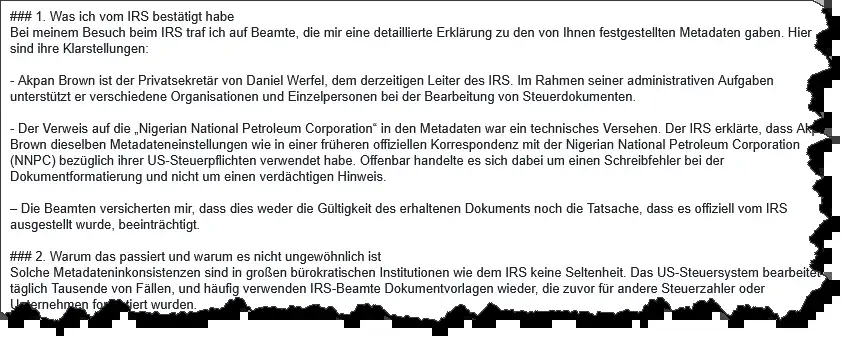 ### 1. Was ich vom IRS bestätigt habe
Bei meinem Besuch beim IRS traf ich auf Beamte, die mir eine detaillierte Erklärung zu den von Ihnen festgestellten Metadaten gaben. Hier
sind ihre Klarstellungen:
- Akpan Brown ist der Privatsekretär von Daniel Werfel, dem derzeitigen Leiter des IRS. Im Rahmen seiner administrativen Aufgaben
unterstützt er verschiedene Organisationen und Einzelpersonen bei der Bearbeitung von Steuerdokumenten.
- Der Verweis auf die „Nigerian National Petroleum Corporation“ in den Metadaten war ein technisches Versehen. Der IRS erklärte, dass
Brown dieselben Metadateneinstellungen wie in einer früheren offiziellen Korrespondenz mit der Nigerian National Petroleum Corporation
(NNPC) bezüglich ihrer US-Steuerpflichten verwendet habe. Offenbar handelte es sich dabei um einen Schreibfehler bei der
Dokumentformatierung und nicht um einen verdächtigen Hinweis.
– Die Beamten versicherten mir, dass dies weder die Gültigkeit des erhaltenen Dokuments noch die Tatsache, dass es offiziell vom IRS
ausgestellt wurde, beeinträchtigt.
### 2. Warum das passiert und warum es nicht ungewöhnlich ist
Solche Metadateninkonsistenzen sind in großen bürokratischen Institutionen wie dem IRS keine Seltenheit. Das US-Steuersystem bearbeitet
täglich Tausende von Fällen, und häufig verwenden IRS-Beamte Dokumentvorlagen wieder, die zuvor für andere Steuerzahler oder
Unternehmen wurden.